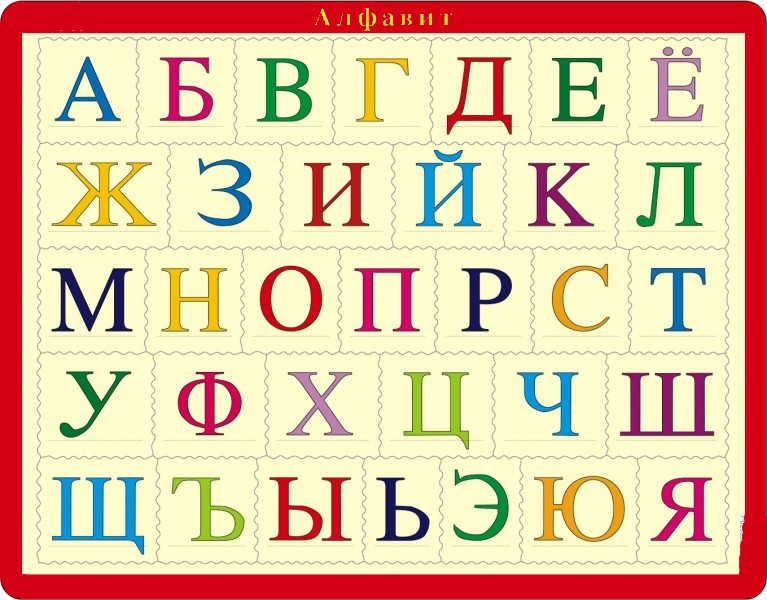 Алфавит
А Б В Г Д Е Ё
Ж З И Й К Л
М Н О П Р С Т
У Ф Х Ц Ч Ш
Щ Ъ Ы Ь Э Ю Я